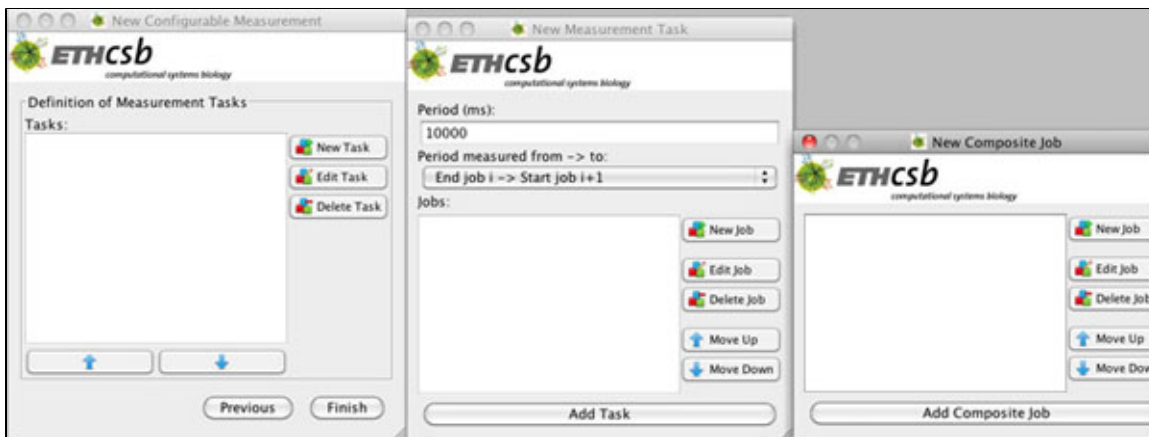 New Configurable Measurement
ETHcsb
computational systems biology
Definition of Measurement Tasks
Tasks:
New Task
Edit Task
Delete Task
Previous
Finish
New Measurement Task
ETHcsb
computational systems biology
Period (ms):
10000
Period measured from -> to:
End job i -> Start job i+1
Jobs:
New Job
Edit Job
Delete Job
Move Up
Move Down
Add Task
New Composite Job
ETHcsb
computational systems biology
New Job
Edit Job
Delete Job
Move Up
Move Dow
Add Composite Job